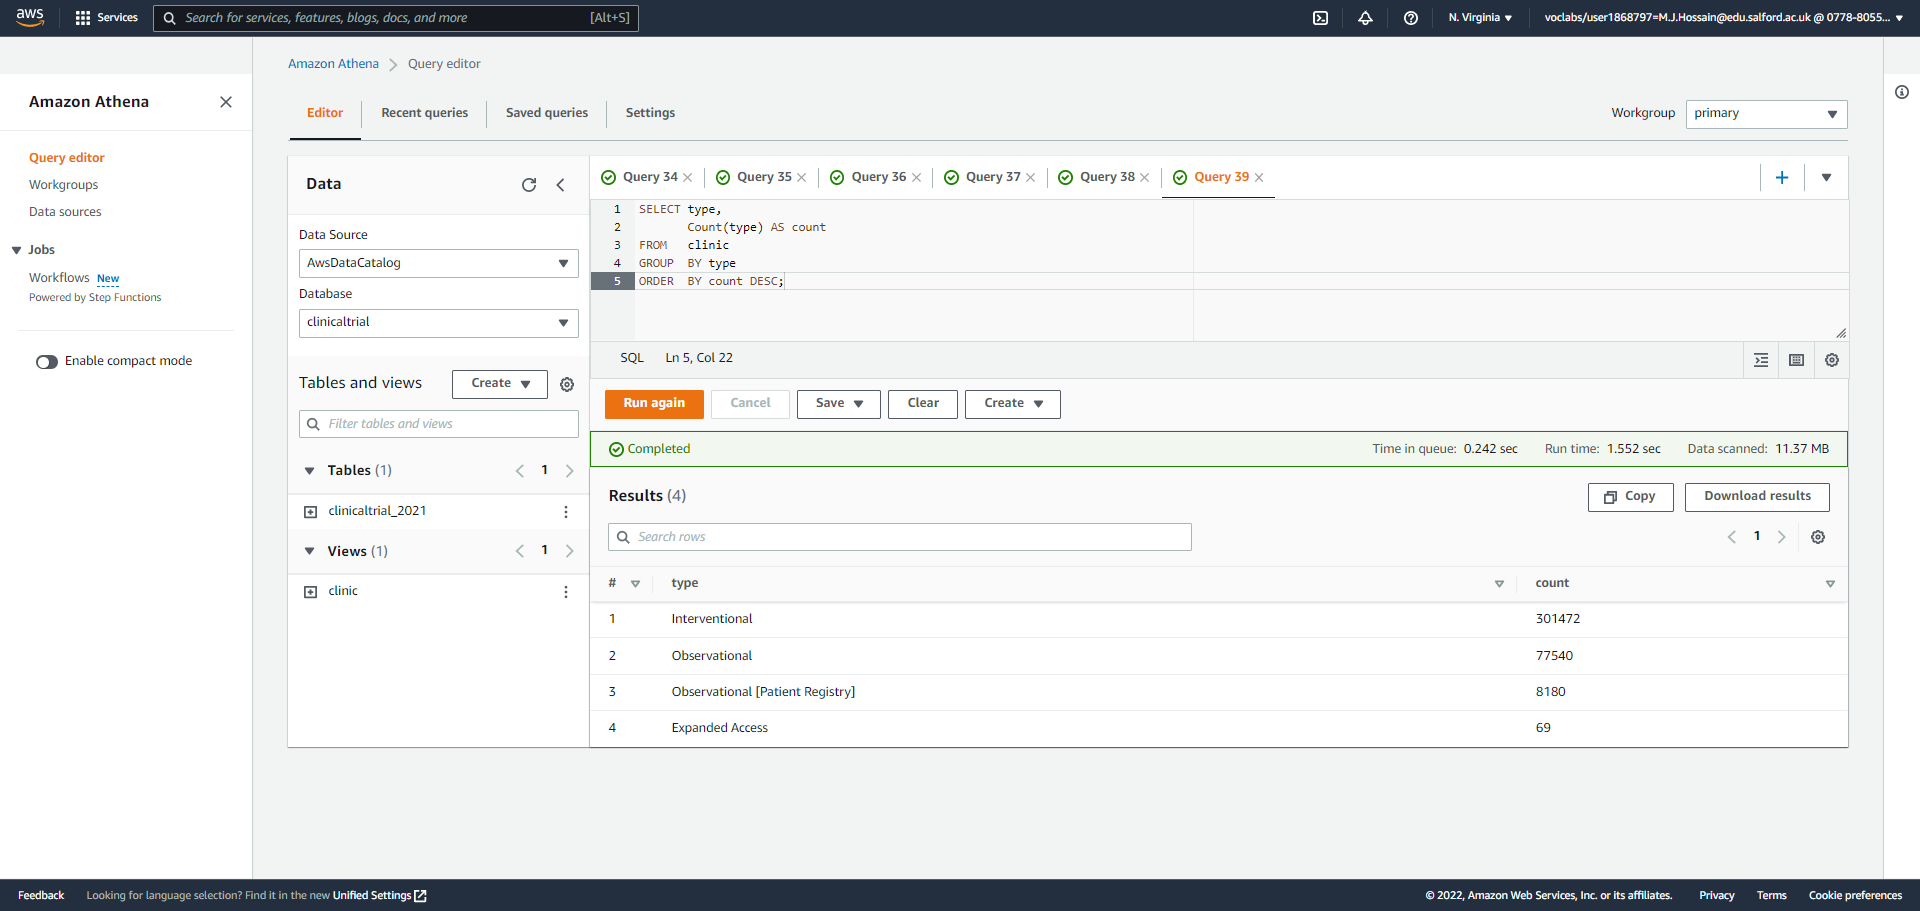 aws
Services
Search for services, features, blogs, docs, and more [Alt+S]
N. Virginia
voclabs/user1868797=M.J.Hossain@edu.salford.ac.uk @ 0778-8055...
Amazon Athena
Query editor
Workgroups
Data sources
Jobs
Workflows New
Powered by Step Functions
Enable compact mode
Amazon Athena > Query editor
Editor
Recent queries
Saved queries
Settings
Workgroup
primary
Data
Data Source
AwsDataCatalog
Database
clinicaltrial
Tables and views
Create
Filter tables and views
Tables (1)
1
clinicaltrial_2021
Views (1)
1
clinic
Query 34
Query 35
Query 36
Query 37
Query 38
Query 39
1 SELECT type,
2 Count(type) AS count
3 FROM clinic
4 GROUP BY type
5 ORDER BY count DESC;
SQL Ln 5, Col 22
Run again
Cancel
Save
Clear
Create
Completed
Time in queue: 0.242 sec Run time: 1.552 sec Data scanned: 11.37 MB
Results (4)
Copy
Download results
Search rows
1
# type count
1 Interventional 301472
2 Observational 77540
3 Observational [Patient Registry] 8180
4 Expanded Access 69
Feedback
Looking for language selection? Find it in the new Unified Settings
© 2022, Amazon Web Services, Inc. or its affiliates.
Privacy
Terms
Cookie preferences